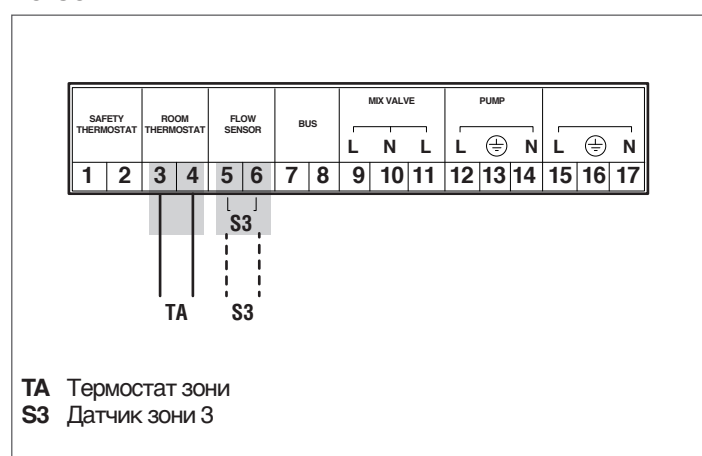 SAFETY THERMOSTAT ROOM THERMOSTAT FLOW SENSOR BUS MIX VALVE PUMP
L N L L N L N
1 2 3 4 5 6 7 8 9 10 11 12 13 14 15 16 17
S3
TA S3
TA Термостат зони
S3 Датчик зони 3